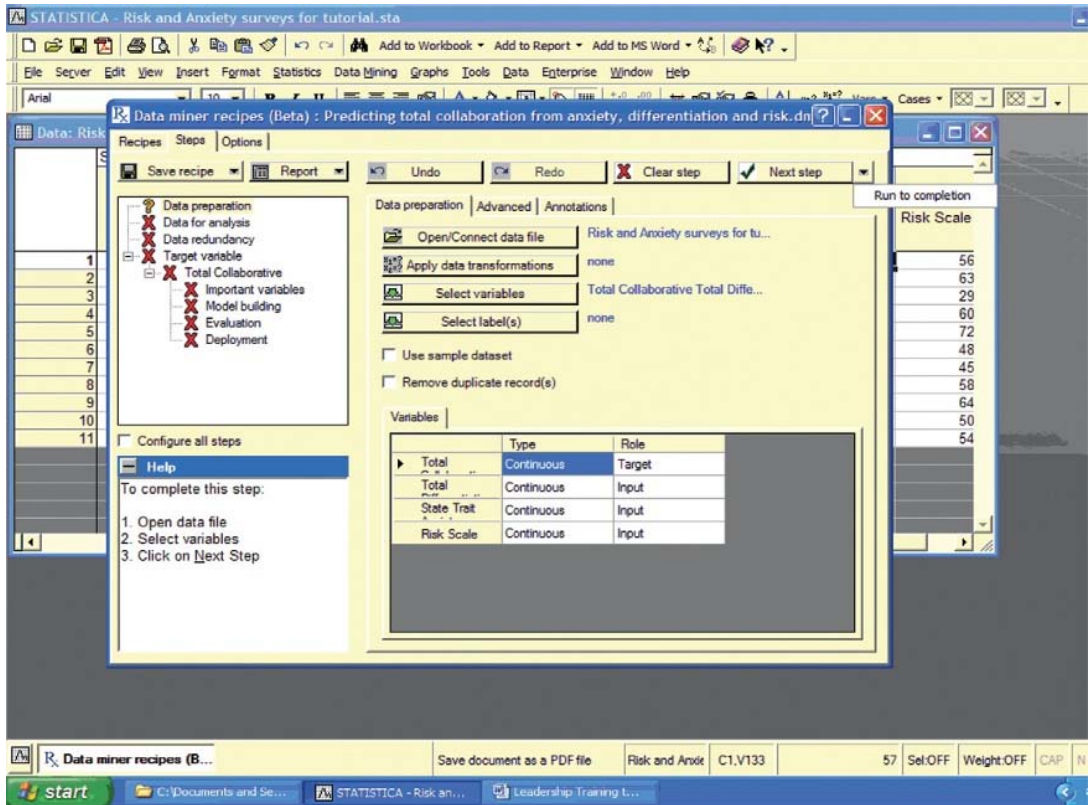 STATISTICA - Risk and Anxiety surveys for tutorial.sta
Add to Workbook Add to Report Add to MS Word
File Server Edit View Insert Format Statistics Data Mining Graphs Tools Data Enterprise Window Help
Arial 10 Cases
Data: Risk
Data miner recipes (Beta) : Predicting total collaboration from anxiety, differentiation and risk.dm
Recipes Steps Options
Save recipe Report Undo Redo Clear step Next step
Run to completion
Data preparation
Data for analysis
Data redundancy
Target variable
Total Collaborative
Important variables
Model building
Evaluation
Deployment
Configure all steps
Help
To complete this step:
1. Open data file
2. Select variables
3. Click on Next Step
Data preparation Advanced Annotations
Open/Connect data file Risk and Anxiety surveys for tu...
Apply data transformations none
Select variables Total Collaborative Total Diffe...
Select label(s) none
Use sample dataset
Remove duplicate record(s)
Variables
Type Role
Total Continuous Target
Total Continuous Input
State Trait Continuous Input
Risk Scale Continuous Input
Risk Scale
1 56
2 63
3 29
4 60
5 72
6 48
7 45
8 58
9 64
10 50
11 54
Data miner recipes (B... Save document as a PDF file Risk and Anxie C1,V133 57 Sel:OFF Weight:OFF CAP N
start C:\Documents and Se... STATISTICA - Risk an... Leadership Training t...